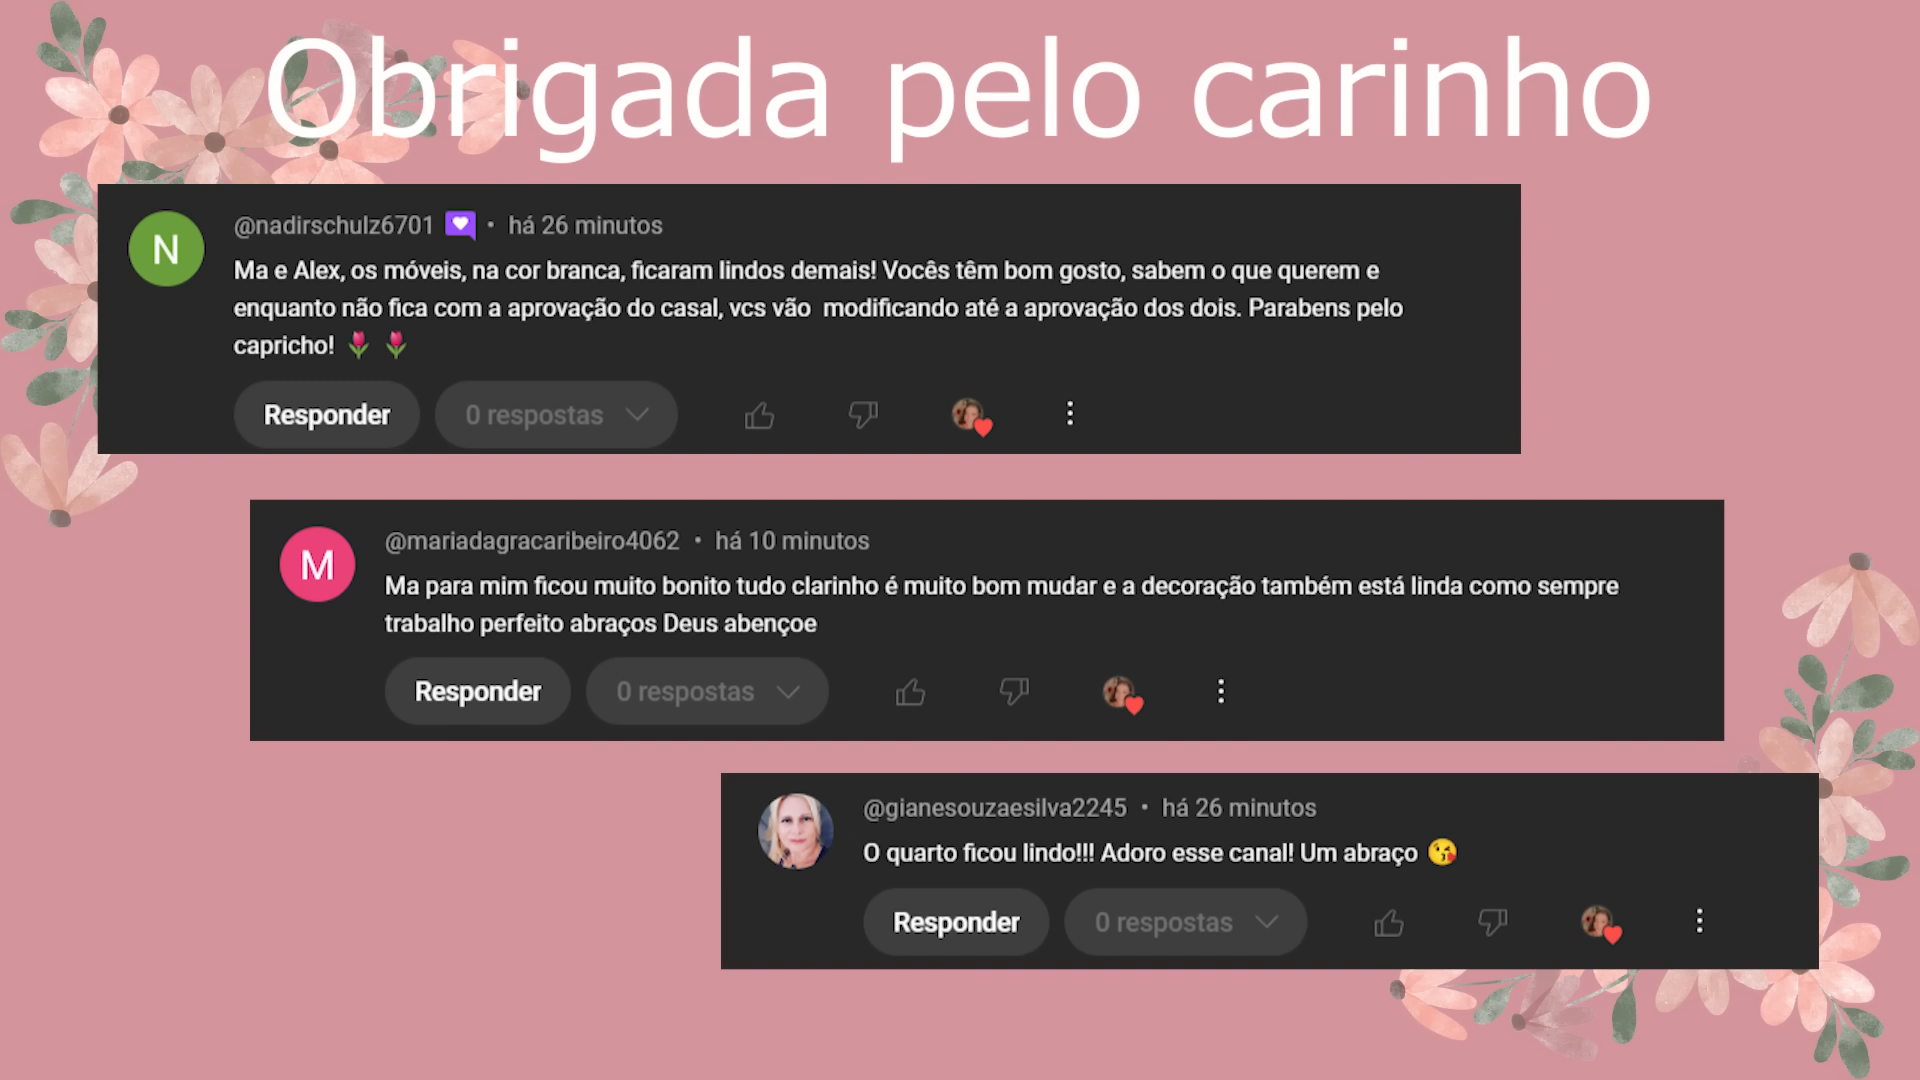 Obrigada pelo carinho
N
@nadirschulz6701 • há 26 minutos
Ma e Alex, os móveis, na cor branca, ficaram lindos demais! Vocês têm bom gosto, sabem o que querem e
enquanto não fica com a aprovação do casal, vcs vão  modificando até a aprovação dos dois. Parabens pelo
capricho! 🌷 🌷
Responder 0 respostas
M
@mariadagracaribeiro4062 • há 10 minutos
Ma para mim ficou muito bonito tudo clarinho é muito bom mudar e a decoração também está linda como sempre
trabalho perfeito abraços Deus abençoe
Responder 0 respostas
@gianesouzaesilva2245 • há 26 minutos
O quarto ficou lindo!!! Adoro esse canal! Um abraço 😘
Responder 0 respostas